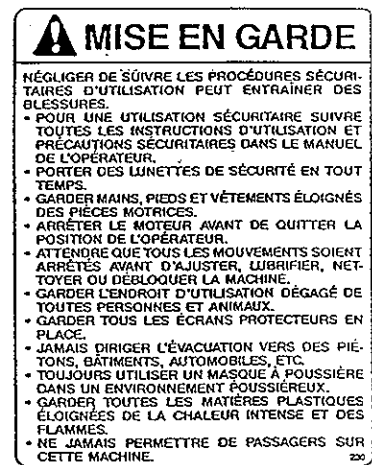 MISE EN GARDE
NÉGLIGER DE SUIVRE LES PROCÉDURES SÉCURI-
TAIRES D'UTILISATION PEUT ENTRAÎNER DES
BLESSURES.
• POUR UNE UTILISATION SÉCURITAIRE SUIVRE
TOUTES LES INSTRUCTIONS D'UTILISATION ET
PRÉCAUTIONS SÉCURITAIRES DANS LE MANUEL
DE L'OPÉRATEUR.
• PORTER DES LUNETTES DE SÉCURITÉ EN TOUT
TEMPS.
• GARDER MAINS, PIEDS ET VÊTEMENTS ÉLOIGNÉS
DES PIÈCES MOTRICES.
• ARRÊTER LE MOTEUR AVANT DE QUITTER LA
POSITION DE L'OPÉRATEUR.
• ATTENDRE QUE TOUS LES MOUVEMENTS SOIENT
ARRÊTÉS AVANT D'AJUSTER, LUBRIFIER, NET-
TOYER OU DÉBLOQUER LA MACHINE.
• GARDER L'ENDROIT D'UTILISATION DÉGAGÉ DE
TOUTES PERSONNES ET ANIMAUX.
• GARDER TOUS LES ÉCRANS PROTECTEURS EN
PLACE.
• JAMAIS DIRIGER L'ÉVACUATION VERS DES PIÉ-
TONS, BÂTIMENTS, AUTOMOBILES, ETC.
• TOUJOURS UTILISER UN MASQUE À POUSSIÈRE
DANS UN ENVIRONNEMENT POUSSIÉREUX.
• GARDER TOUTES LES MATIÈRES PLASTIQUES
ÉLOIGNÉES DE LA CHALEUR INTENSE ET DES
FLAMMES.
• NE JAMAIS PERMETTRE DE PASSAGERS SUR
CETTE MACHINE.